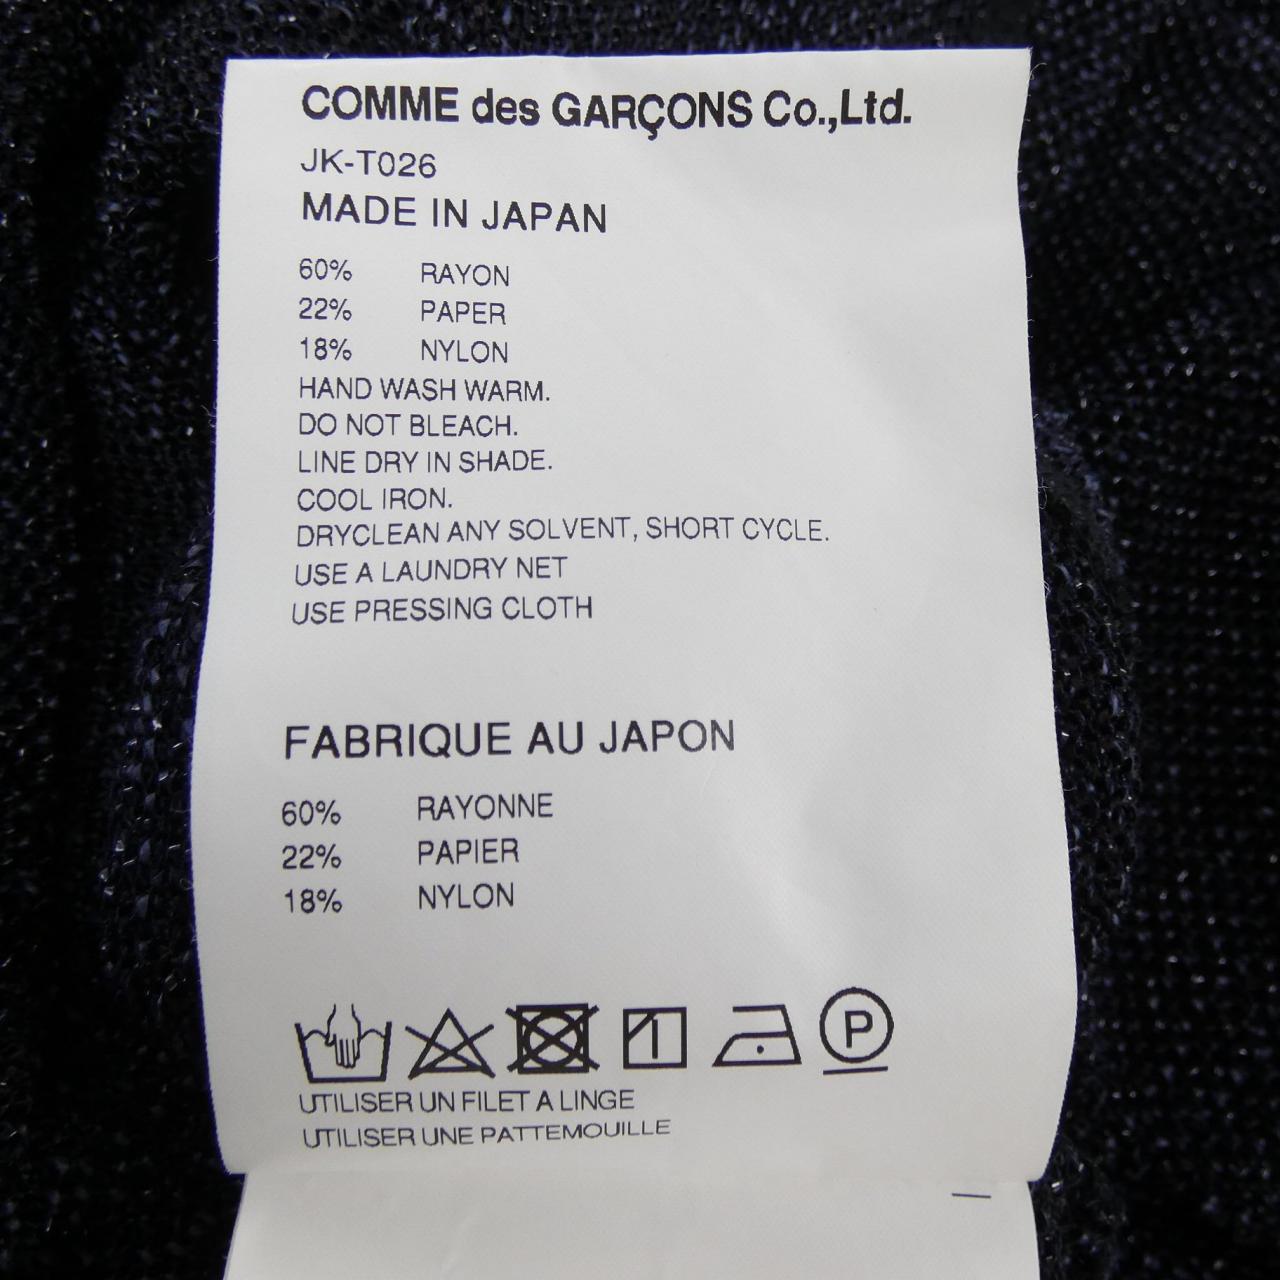 COMME des GARÇONS Co.,Ltd.
JK-T026
MADE IN JAPAN
60% RAYON
22% PAPER
18% NYLON
HAND WASH WARM.
DO NOT BLEACH.
LINE DRY IN SHADE.
COOL IRON.
DRYCLEAN ANY SOLVENT, SHORT CYCLE.
USE A LAUNDRY NET
USE PRESSING CLOTH
FABRIQUE AU JAPON
60% RAYONNE
22% PAPIER
18% NYLON
P
UTILISER UN FILET A LINGE
UTILISER UNE PATTEMOUILLE